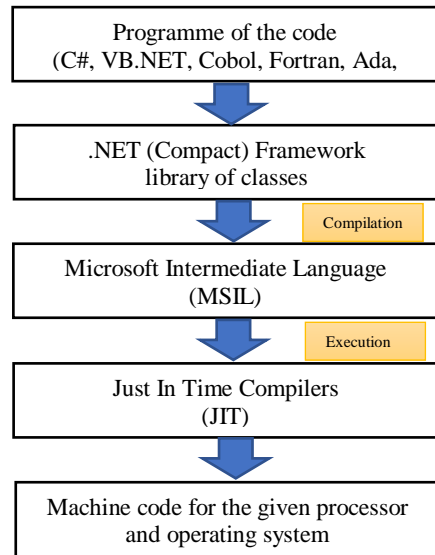 Programme of the code
(C#, VB.NET, Cobol, Fortran, Ada,
.NET (Compact) Framework
library of classes
Compilation
Microsoft Intermediate Language
(MSIL)
Execution
Just In Time Compilers
(JIT)
Machine code for the given processor
and operating system